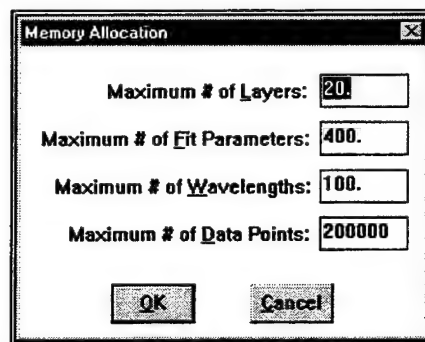 Memory Allocation
Maximum # of Layers: 20.
Maximum # of Fit Parameters: 400.
Maximum # of Wavelengths: 100.
Maximum # of Data Points: 200000
OK Cancel